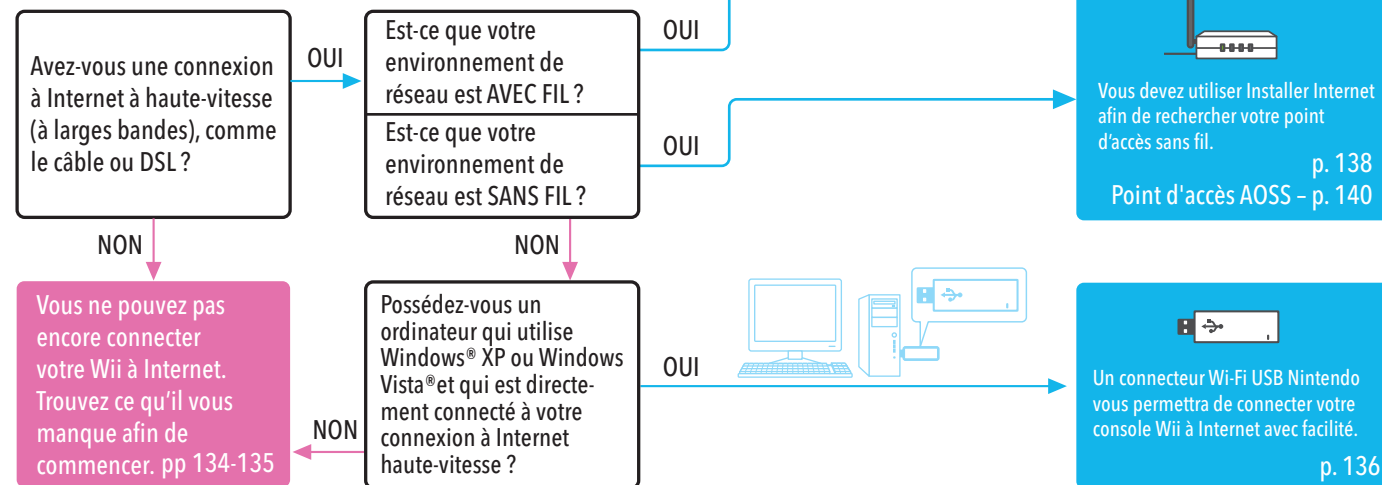 Avez-vous une connexion
à Internet à haute-vitesse
(à larges bandes), comme
le câble ou DSL ?
OUI
Est-ce que votre
environnement de
réseau est AVEC FIL ?
OUI
Est-ce que votre
environnement de
réseau est SANS FIL ?
OUI
Vous devez utiliser Installer Internet
afin de rechercher votre point
d'accès sans fil.
p. 138
Point d'accès AOSS – p. 140
NON
NON
Vous ne pouvez pas
encore connecter
votre Wii à Internet.
Trouvez ce qu'il vous
manque afin de
commencer. pp 134-135
NON
Possédez-vous un
ordinateur qui utilise
Windows® XP ou Windows
Vista®et qui est directe-
ment connecté à votre
connexion à Internet
haute-vitesse ?
OUI
Un connecteur Wi-Fi USB Nintendo
vous permettra de connecter votre
console Wii à Internet avec facilité.
p. 136